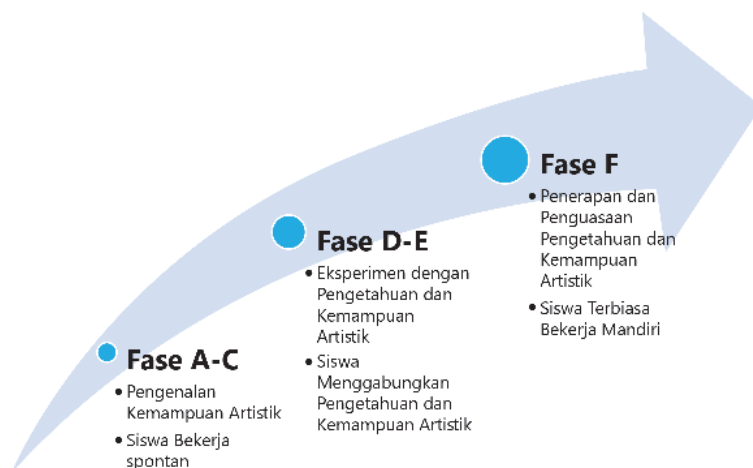 Fase A-C
• Pengenalan
Kemampuan Artistik
• Siswa Bekerja
spontan
Fase D-E
• Eksperimen dengan
Pengetahuan dan
Kemampuan
Artistik
• Siswa
Menggabungkan
Pengetahuan dan
Kemampuan Artistik
Fase F
• Penerapan dan
Penguasaan
Pengetahuan dan
Kemampuan
Artistik
• Siswa Terbiasa
Bekerja Mandiri